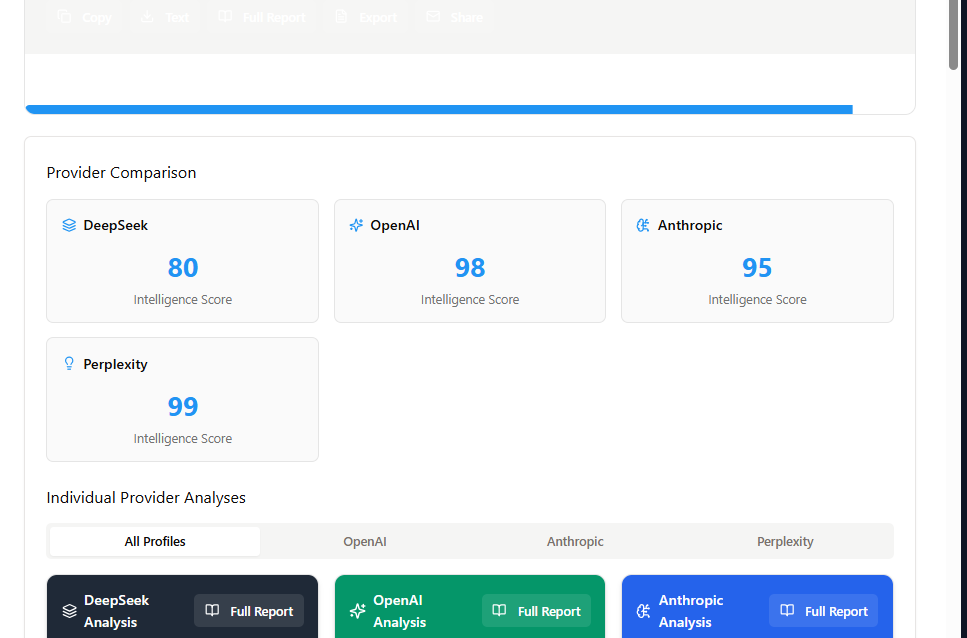 Copy Text Full Report Export Share
Provider Comparison
DeepSeek OpenAI Anthropic
80 98 95
Intelligence Score Intelligence Score Intelligence Score
Perplexity
99
Intelligence Score
Individual Provider Analyses
All Profiles OpenAI Anthropic Perplexity
DeepSeek Analysis Full Report
OpenAI Analysis Full Report
Anthropic Analysis Full Report